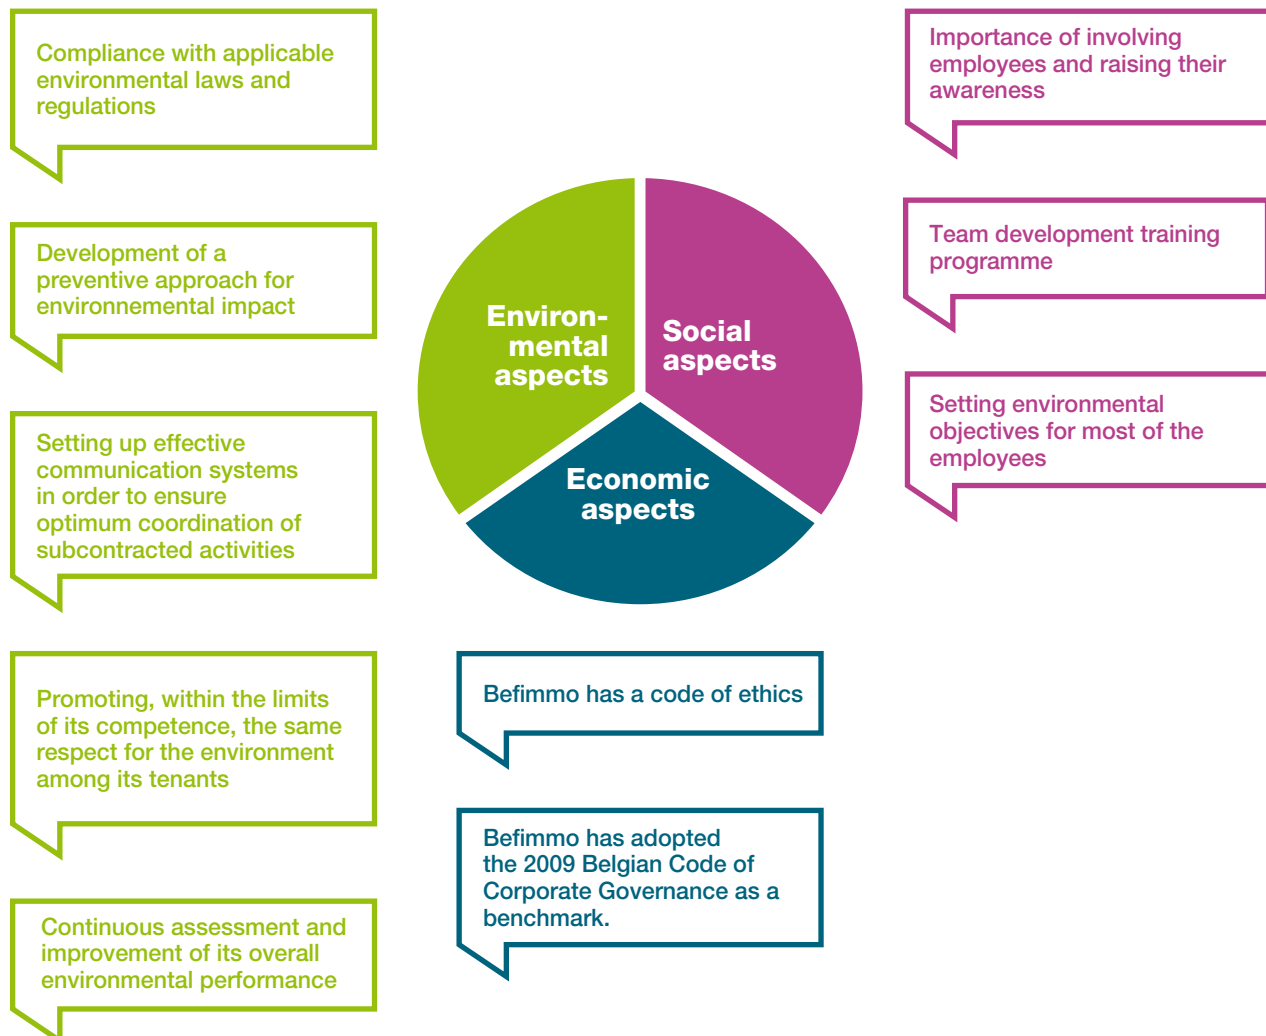 Compliance with applicable
environmental laws and
regulations
Development of a
preventive approach for
environnemental impact
Setting up effective
communication systems
in order to ensure
optimum coordination of
subcontracted activities
Promoting, within the limits
of its competence, the same
respect for the environment
among its tenants
Continuous assessment and
improvement of its overall
environmental performance
Environ-
mental
aspects
Social
aspects
Economic
aspects
Befimmo has a code of ethics
Befimmo has adopted
the 2009 Belgian Code of
Corporate Governance as a
benchmark.
Importance of involving
employees and raising their
awareness
Team development training
programme
Setting environmental
objectives for most of the
employees